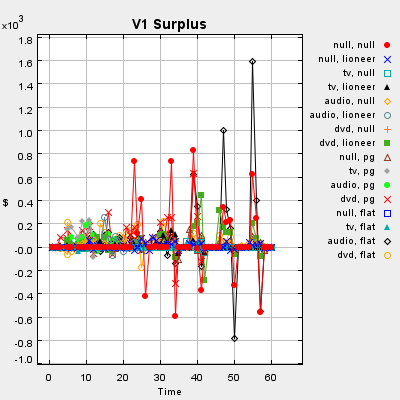 V1 Surplus
x10³
1.8
1.6
1.4
1.2
1.0
0.8
0.6
0.4
0.2
-0.0
-0.2
-0.4
-0.6
-0.8
-1.0
$
0 10 20 30 40 50 60
Time
null, null
null, lioneer
tv, null
tv, lioneer
audio, null
audio, lioneer
dvd, null
dvd, lioneer
null, pg
tv, pg
audio, pg
dvd, pg
null, flat
tv, flat
audio, flat
dvd, flat